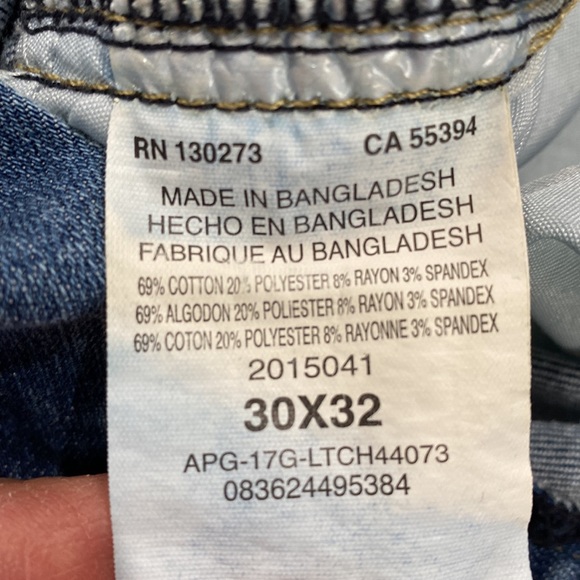 RN 130273 CA 55394
MADE IN BANGLADESH
HECHO EN BANGLADESH
FABRIQUE AU BANGLADESH
69% COTTON 20% POLYESTER 8% RAYON 3% SPANDEX
69% ALGODON 20% POLIESTER 8% RAYON 3% SPANDEX
69% COTON 20% POLYESTER 8% RAYONNE 3% SPANDEX
2015041
30X32
APG-17G-LTCH44073
083624495384